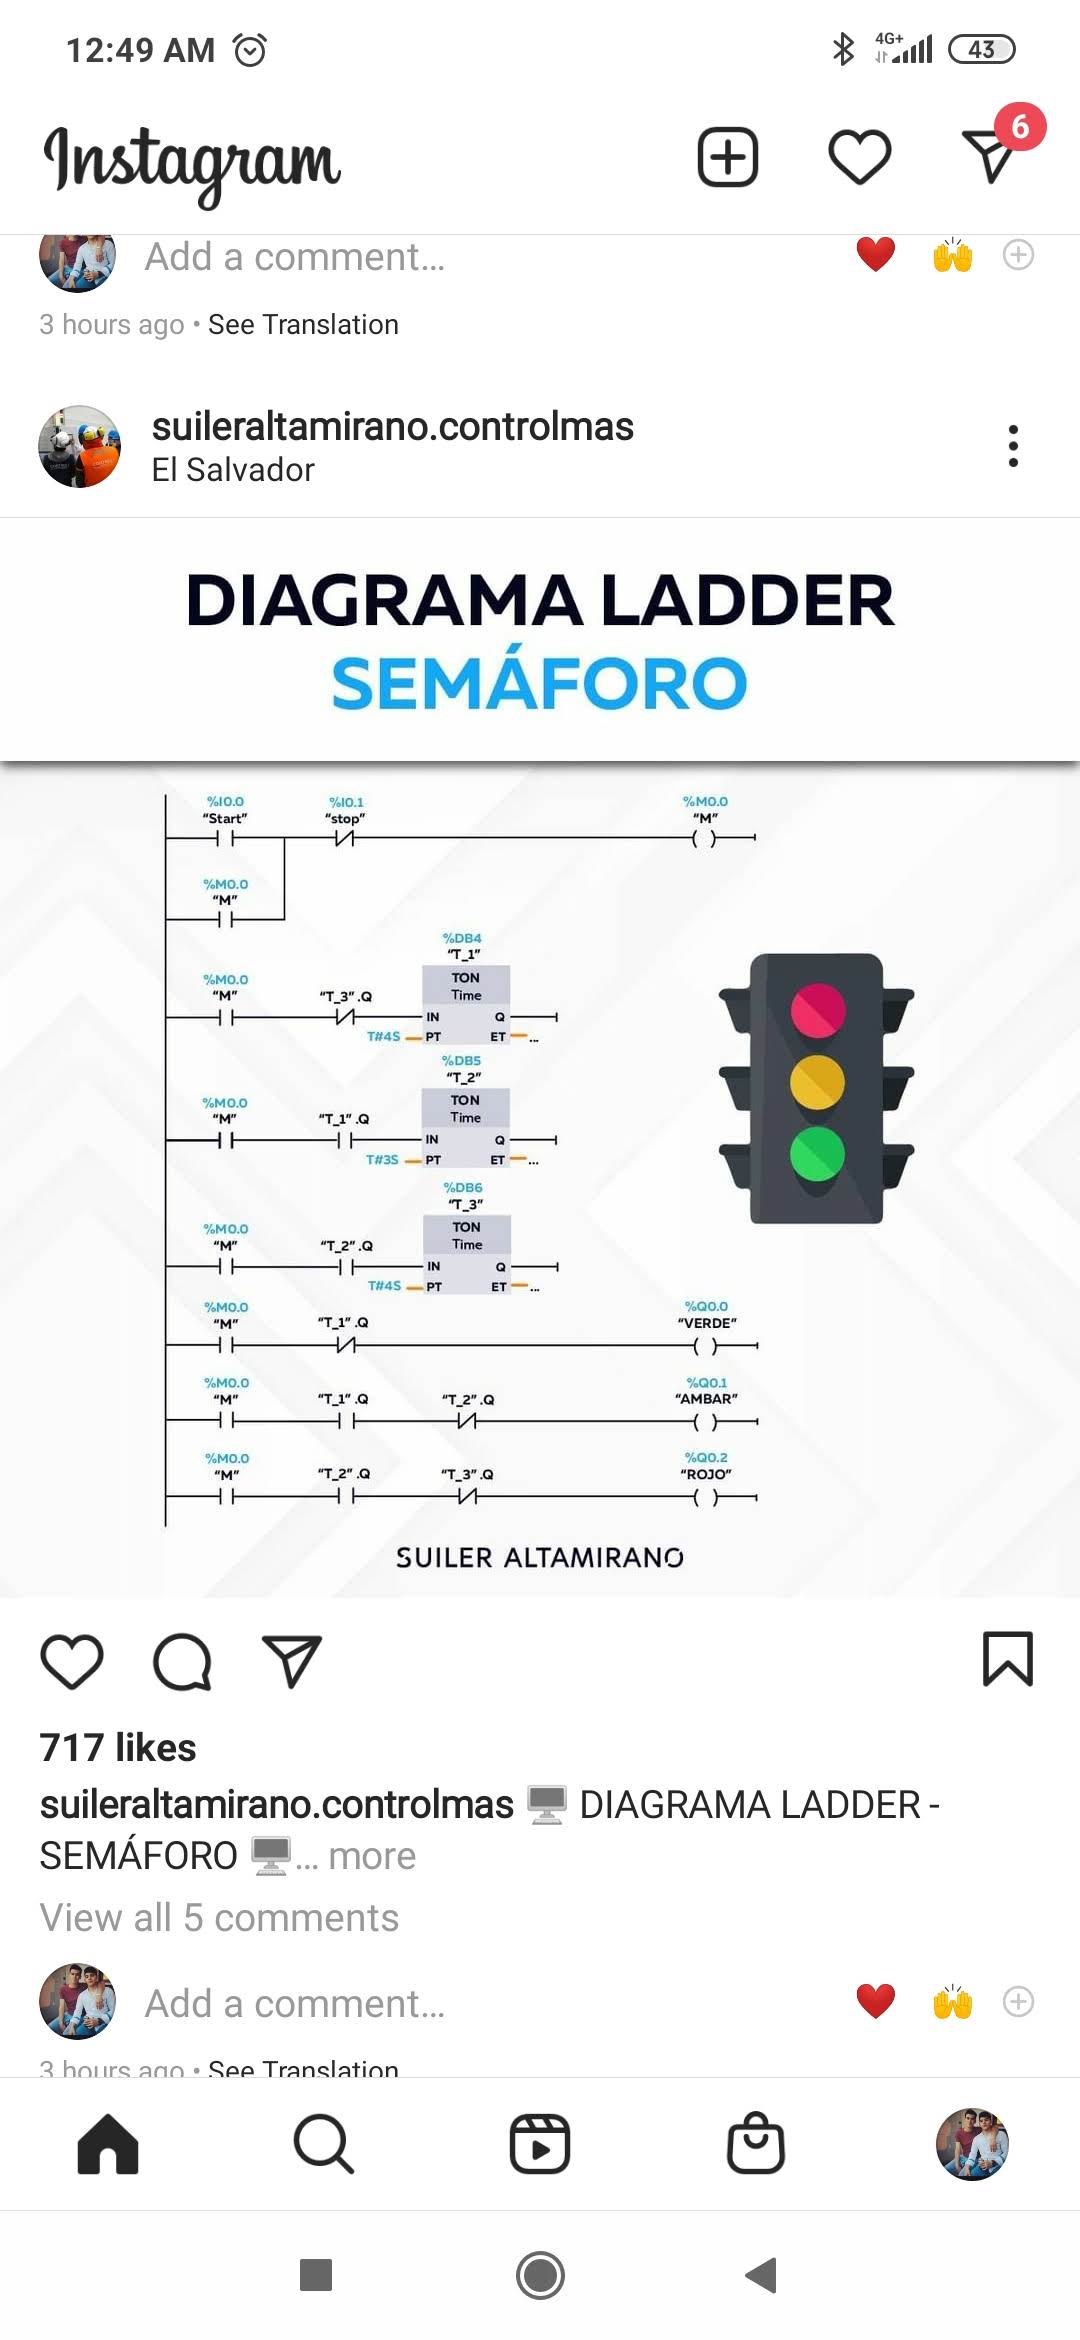 12:49 AM
4G+
43
Instagram
6
Add a comment...
3 hours ago • See Translation
suileraltamirano.controlmas
El Salvador
DIAGRAMA LADDER
SEMÁFORO
%I0.0
"Start"
%I0.1
"stop"
%M0.0
"M"
%M0.0
"M"
%DB4
"T_1"
%M0.0
"M"
"T_3".Q
TON
Time
IN
Q
T#4S
PT
ET
...
%DB5
"T_2"
%M0.0
"M"
"T_1".Q
TON
Time
IN
Q
T#3S
PT
ET
...
%DB6
"T_3"
%M0.0
"M"
"T_2".Q
TON
Time
IN
Q
T#4S
PT
ET
...
%M0.0
"M"
"T_1".Q
%Q0.0
"VERDE"
%M0.0
"M"
"T_1".Q
"T_2".Q
%Q0.1
"AMBAR"
%M0.0
"M"
"T_2".Q
"T_3".Q
%Q0.2
"ROJO"
SUILER ALTAMIRANO
717 likes
suileraltamirano.controlmas 🖥️ DIAGRAMA LADDER -
SEMÁFORO 🖥️... more
View all 5 comments
Add a comment...
3 hours ago • See Translation